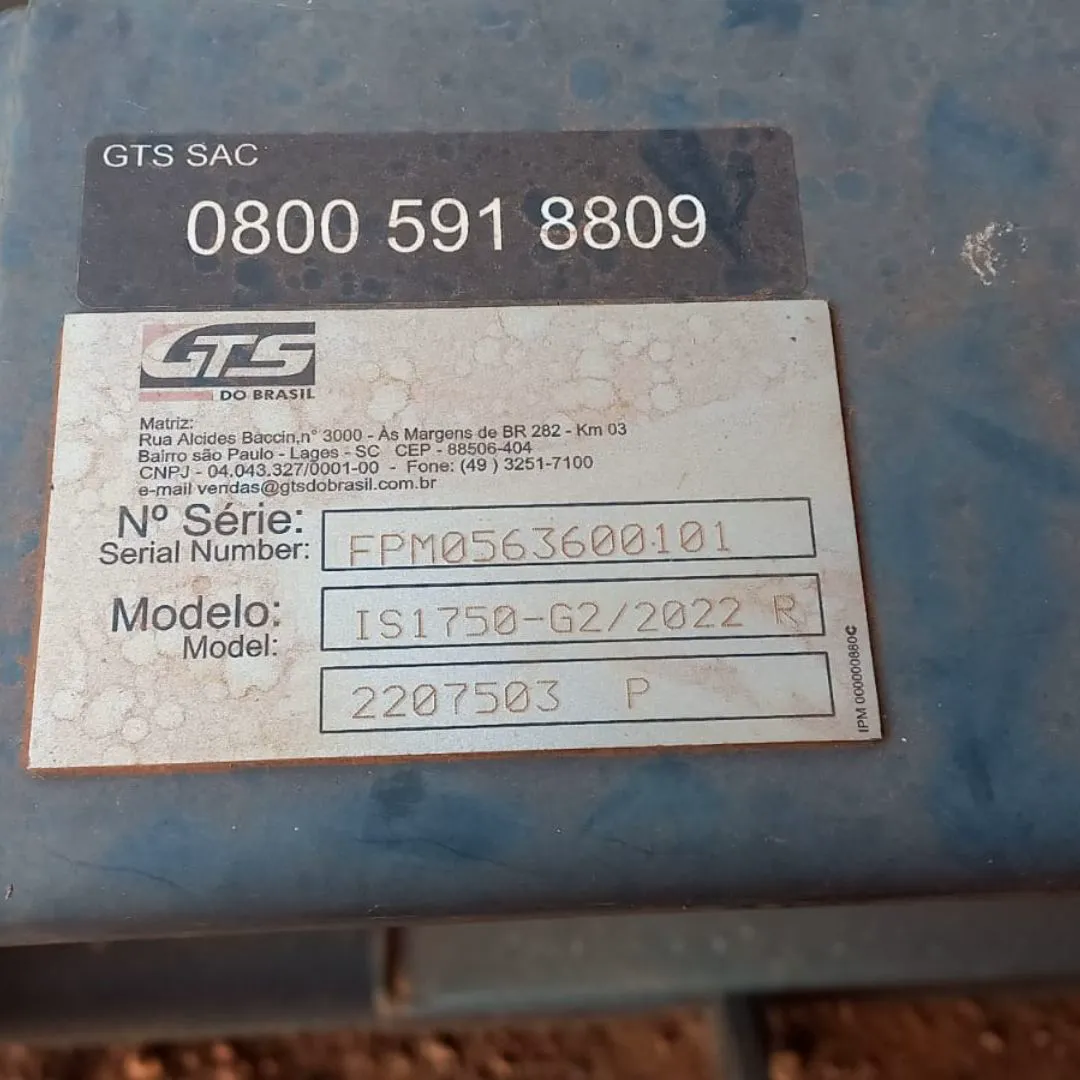 GTS SAC
0800 591 8809
GTS
DO BRASIL
Matriz:
Rua Alcides Baccin,n° 3000 - Às Margens de BR 282 - Km 03
Bairro são Paulo - Lages - SC CEP - 88506-404
CNPJ - 04.043.327/0001-00 - Fone: (49 ) 3251-7100
e-mail vendas@gtsdobrasil.com.br
Nº Série:
Serial Number:
FPM0563600101
Modelo:
Model:
IS1750-G2/2022 R
2207503 P
IPM 000000880C